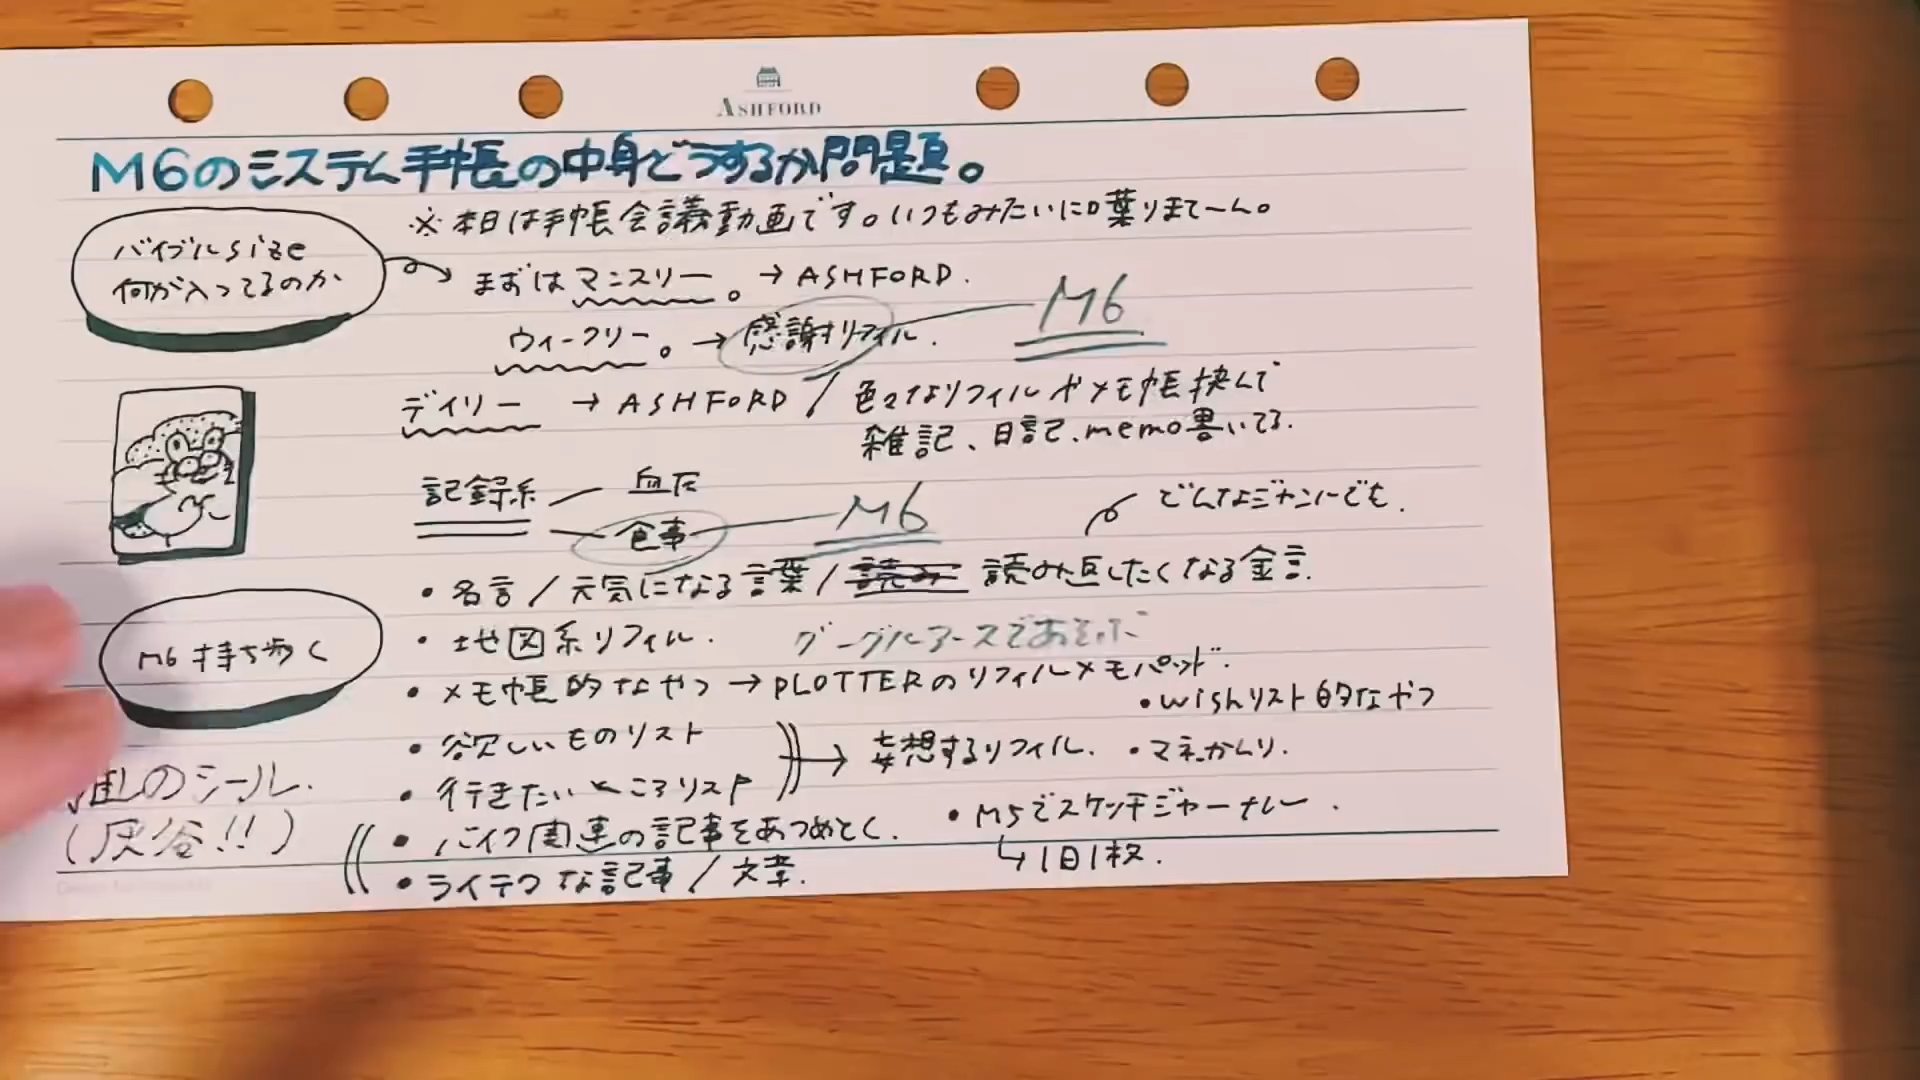 ASHFORD
M6のシステム手帳の中身どうするか問題。
※本日は手帳会議動画です。いつもみたいに喋りまて〜ん。
バイブルsize
何が入ってるのか
まずはマンスリー。→ASHFORD.
ウィークリー。→感謝リフィル.
M6
デイリー → ASHFORD / 色々なリフィルやメモ帳挟んで
雑記、日記、memo書いてる.
記録系
血圧
食事
M6
どんなジャンルでも.
・名言/元気になる言葉/読み 読み返したくなる金言.
・地図系リフィル.
グーグルアースであそぶ
M6持ち歩く
・メモ帳的なやつ→PLOTTERのリフィルメモパッド.
・wishリスト的なやつ
・欲しいものリスト
・行きたいところリスト
→ 妄想するリフィル.
・マネかんり.
推しのシール.
(灰谷!!)
・バイク関連の記事をあつめとく.
・M5でスケッチジャーナル.
↳1日1枚.
・ライテクな記事/文章.